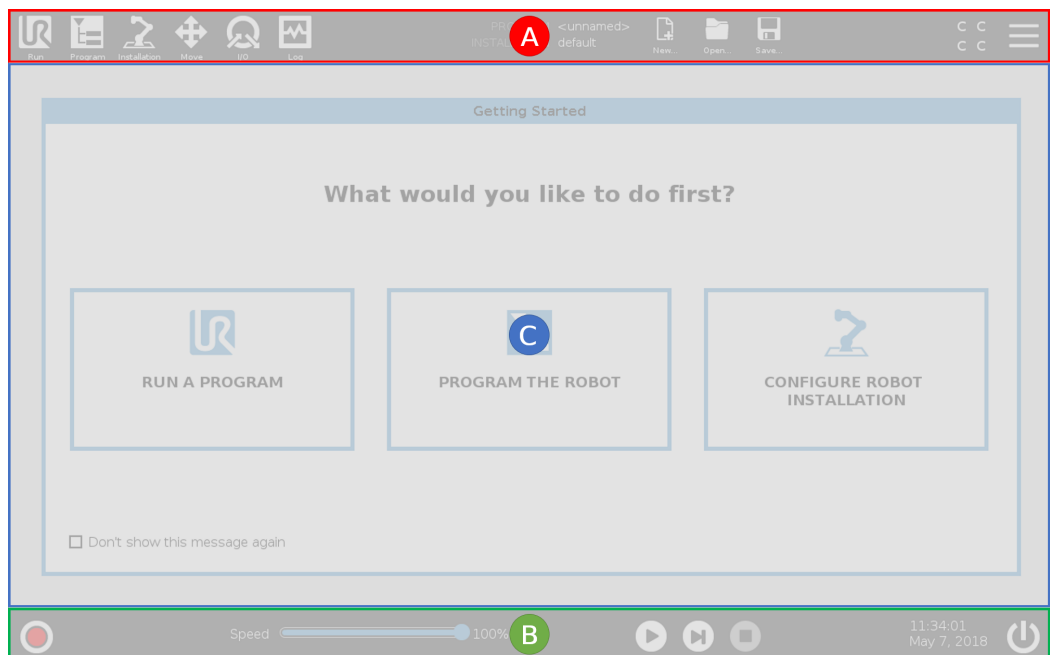 Run Program Installation Move I/O Log
<unnamed>
default
A
New... Open... Save...
C C
C C
Getting Started
What would you like to do first?
C
RUN A PROGRAM
PROGRAM THE ROBOT
CONFIGURE ROBOT
INSTALLATION
Don't show this message again
Speed
100%
B
11:34:01
May 7, 2018